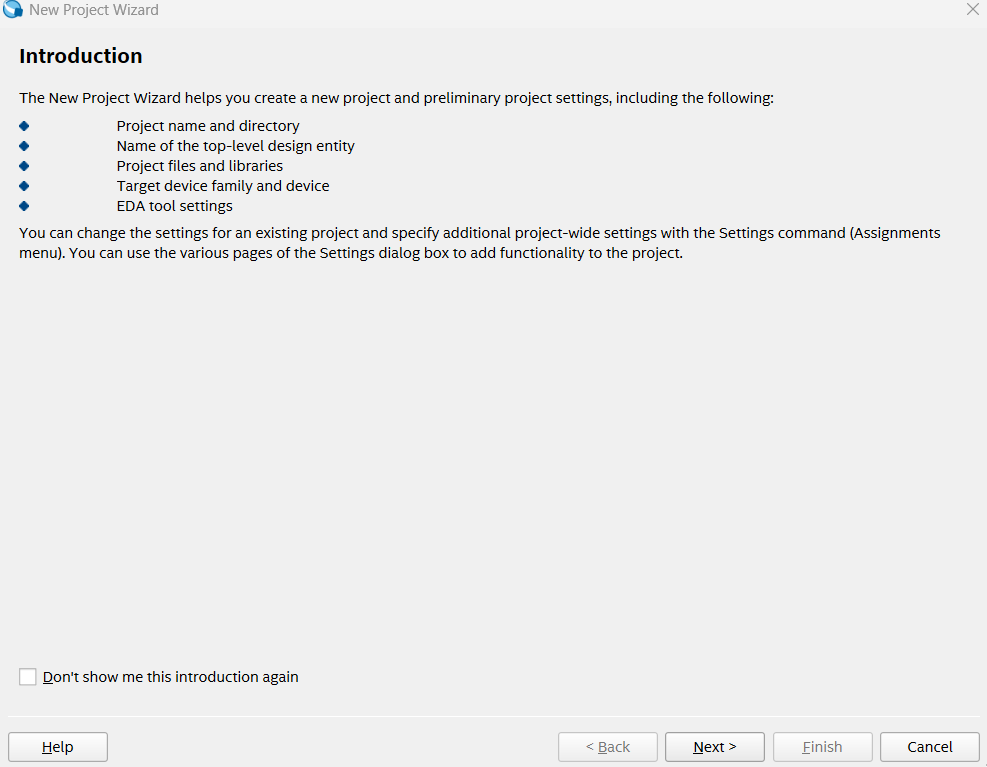 New Project Wizard
Introduction
The New Project Wizard helps you create a new project and preliminary project settings, including the following:
Project name and directory
Name of the top-level design entity
Project files and libraries
Target device family and device
EDA tool settings
You can change the settings for an existing project and specify additional project-wide settings with the Settings command (Assignments
menu). You can use the various pages of the Settings dialog box to add functionality to the project.
Don't show me this introduction again
Help
< Back
Next >
Finish
Cancel